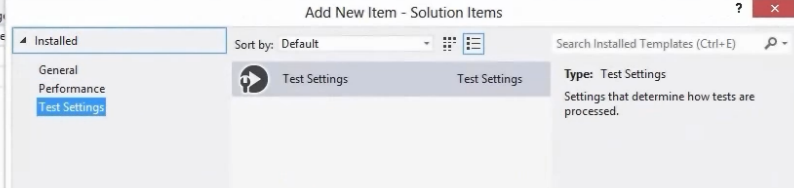 Add New Item - Solution Items
?
Installed
General
Performance
Test Settings
Sort by: Default
Test Settings Test Settings
Search Installed Templates (Ctrl+E)
Type: Test Settings
Settings that determine how tests are
processed.